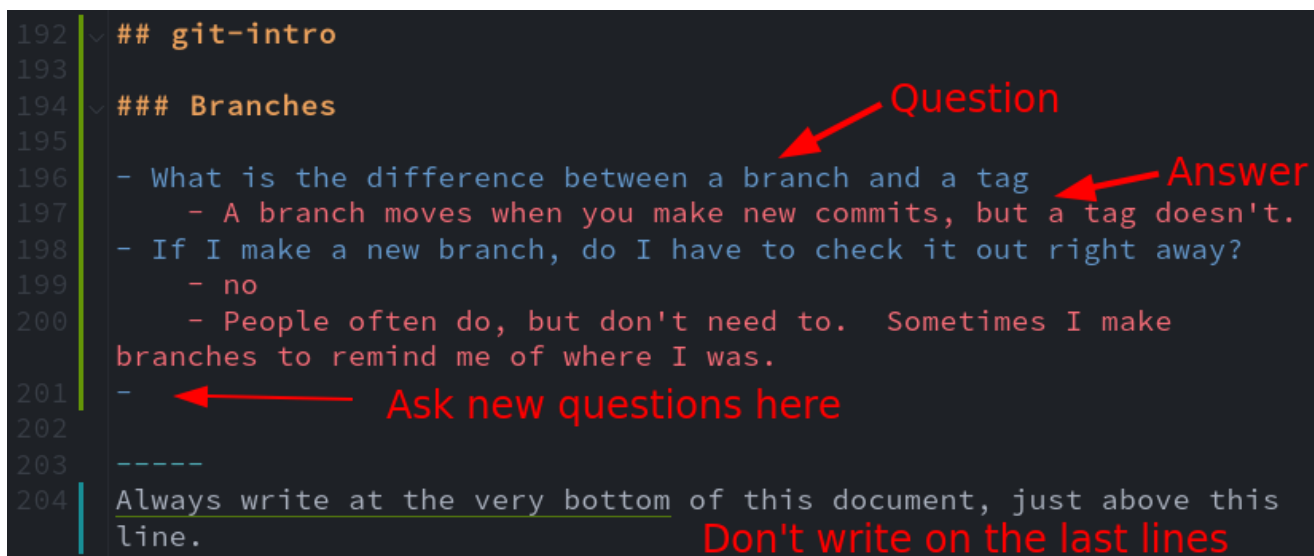 192 ## git-intro
193
194 ### Branches
Question
195
196 - What is the difference between a branch and a tag
Answer
197 - A branch moves when you make new commits, but a tag doesn't.
198 - If I make a new branch, do I have to check it out right away?
199 - no
200 - People often do, but don't need to.  Sometimes I make
branches to remind me of where I was.
201 -
Ask new questions here
202
203 -----
204 Always write at the very bottom of this document, just above this
line.
Don't write on the last lines